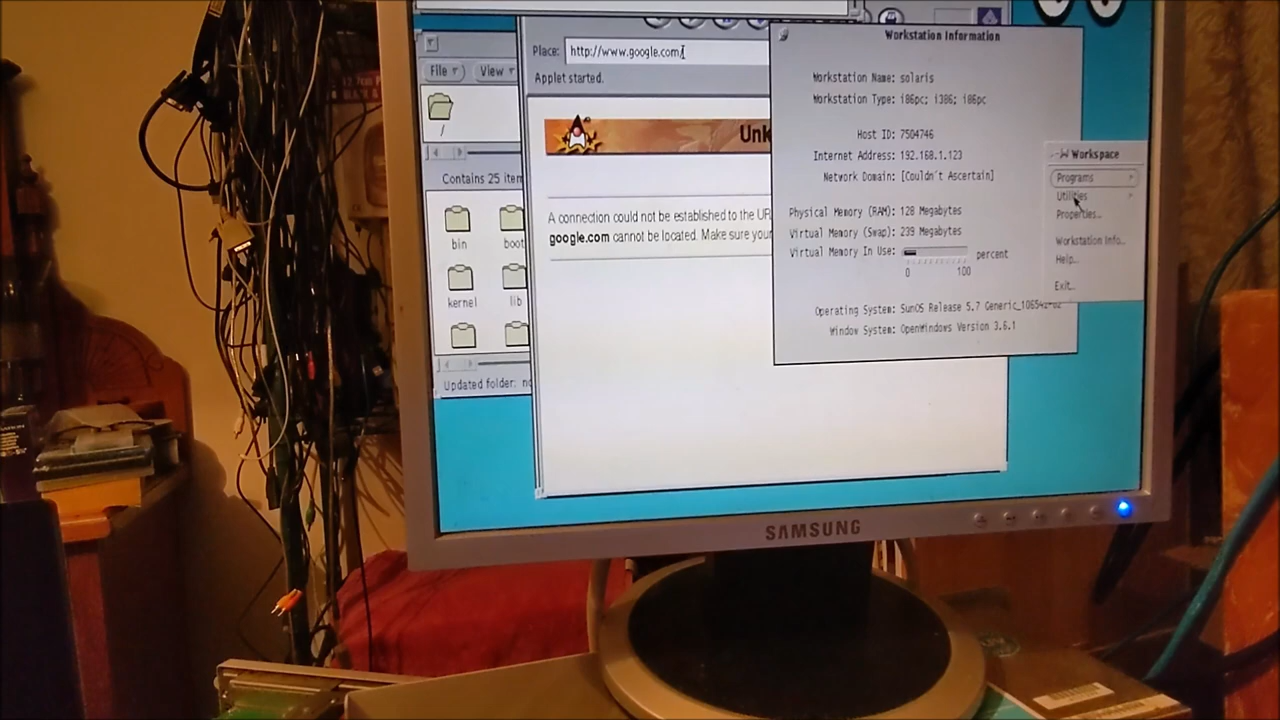 Place: http://www.google.com/
Applet started.
Unk
A connection could not be established to the UR
google.com cannot be located. Make sure your
File
View
/
Contains 25 item
bin
boot
kernel
lib
Updated folder:
Workstation Information
Workstation Name: solaris
Workstation Type: i86pc; i386; i86pc
Host ID: 7504746
Internet Address: 192.168.1.123
Network Domain: [Couldn't Ascertain]
Physical Memory (RAM): 128 Megabytes
Virtual Memory (Swap): 239 Megabytes
Virtual Memory In Use:
percent
0 100
Operating System: SunOS Release 5.7
Window System: OpenWindows Version 3.6.1
Workspace
Programs
Utilities
Properties...
Workstation Info...
Help...
Exit...
SAMSUNG